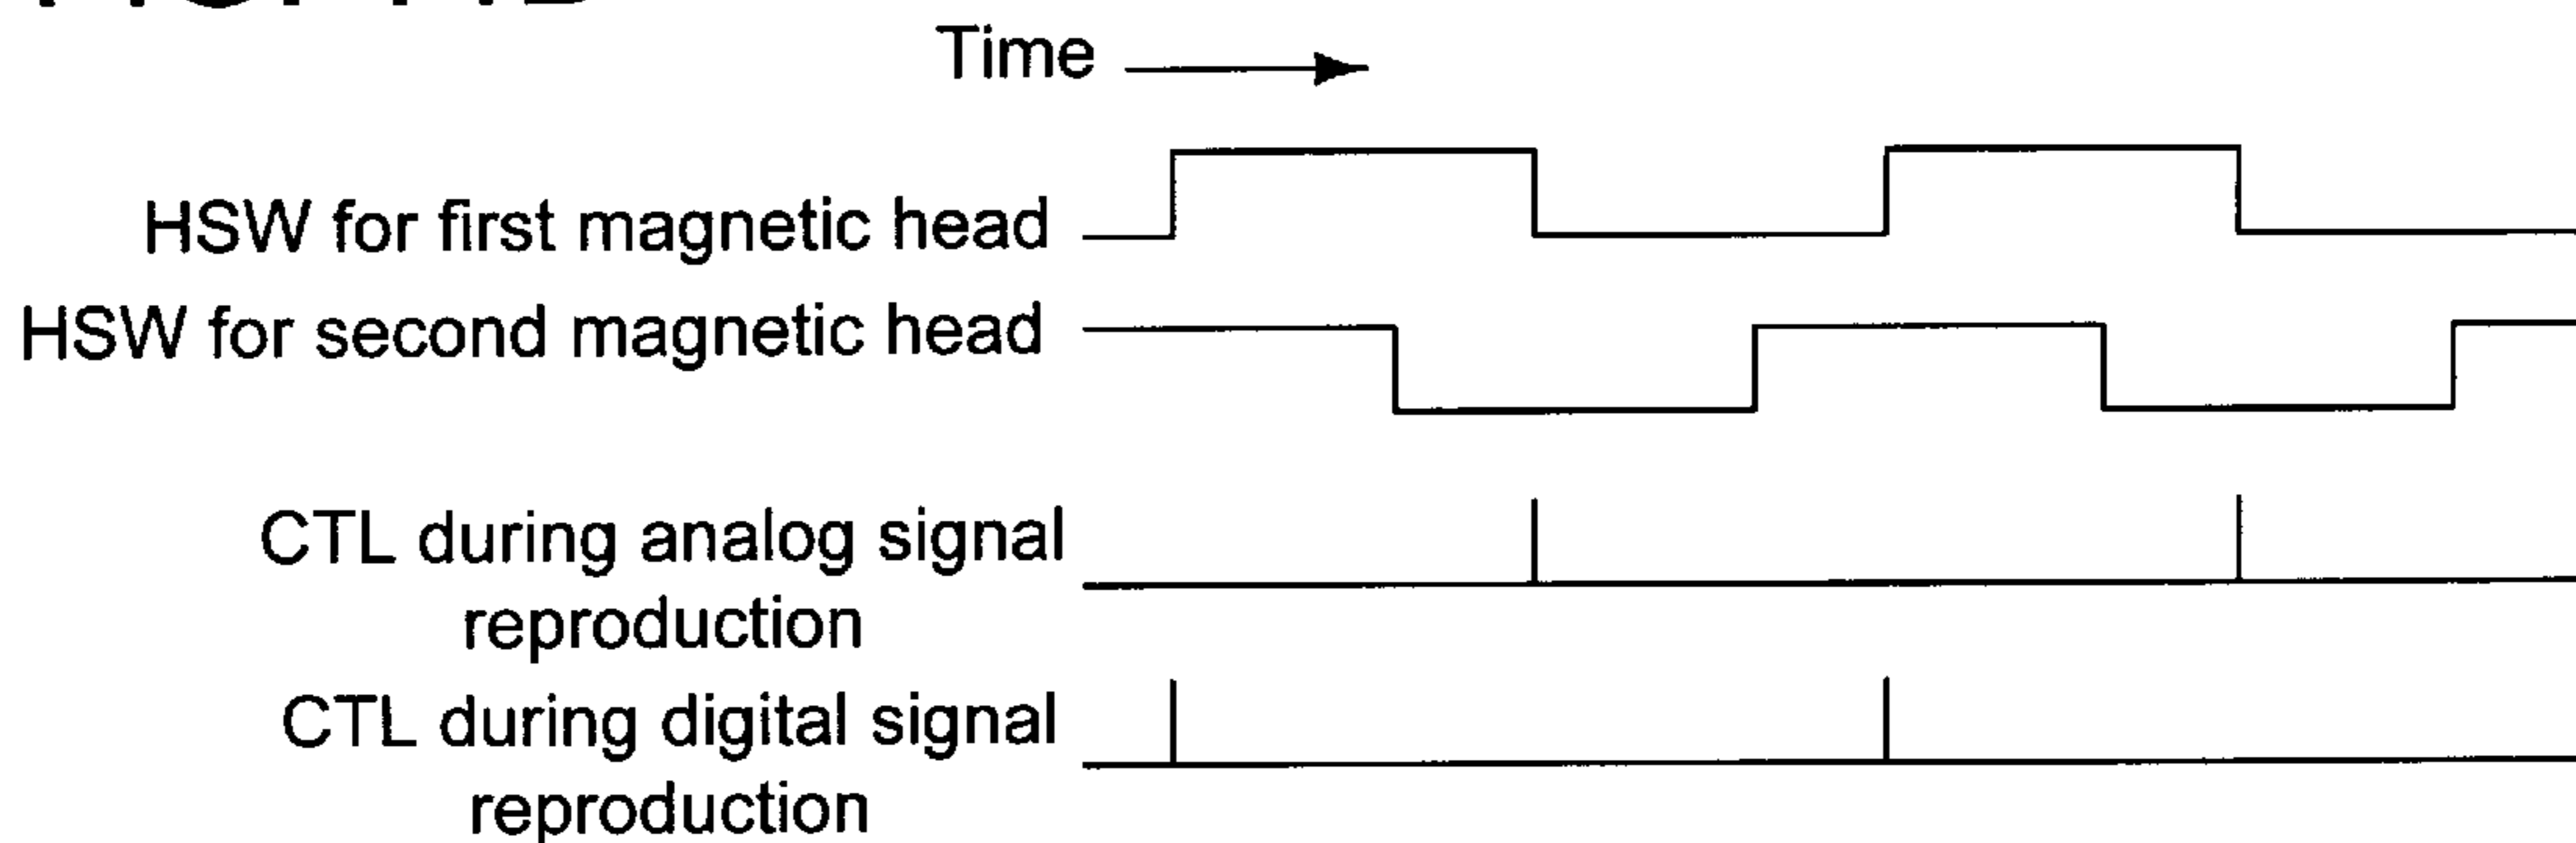 Time
HSW for first magnetic head
HSW for second magnetic head
CTL during analog signal
reproduction
CTL during digital signal
reproduction